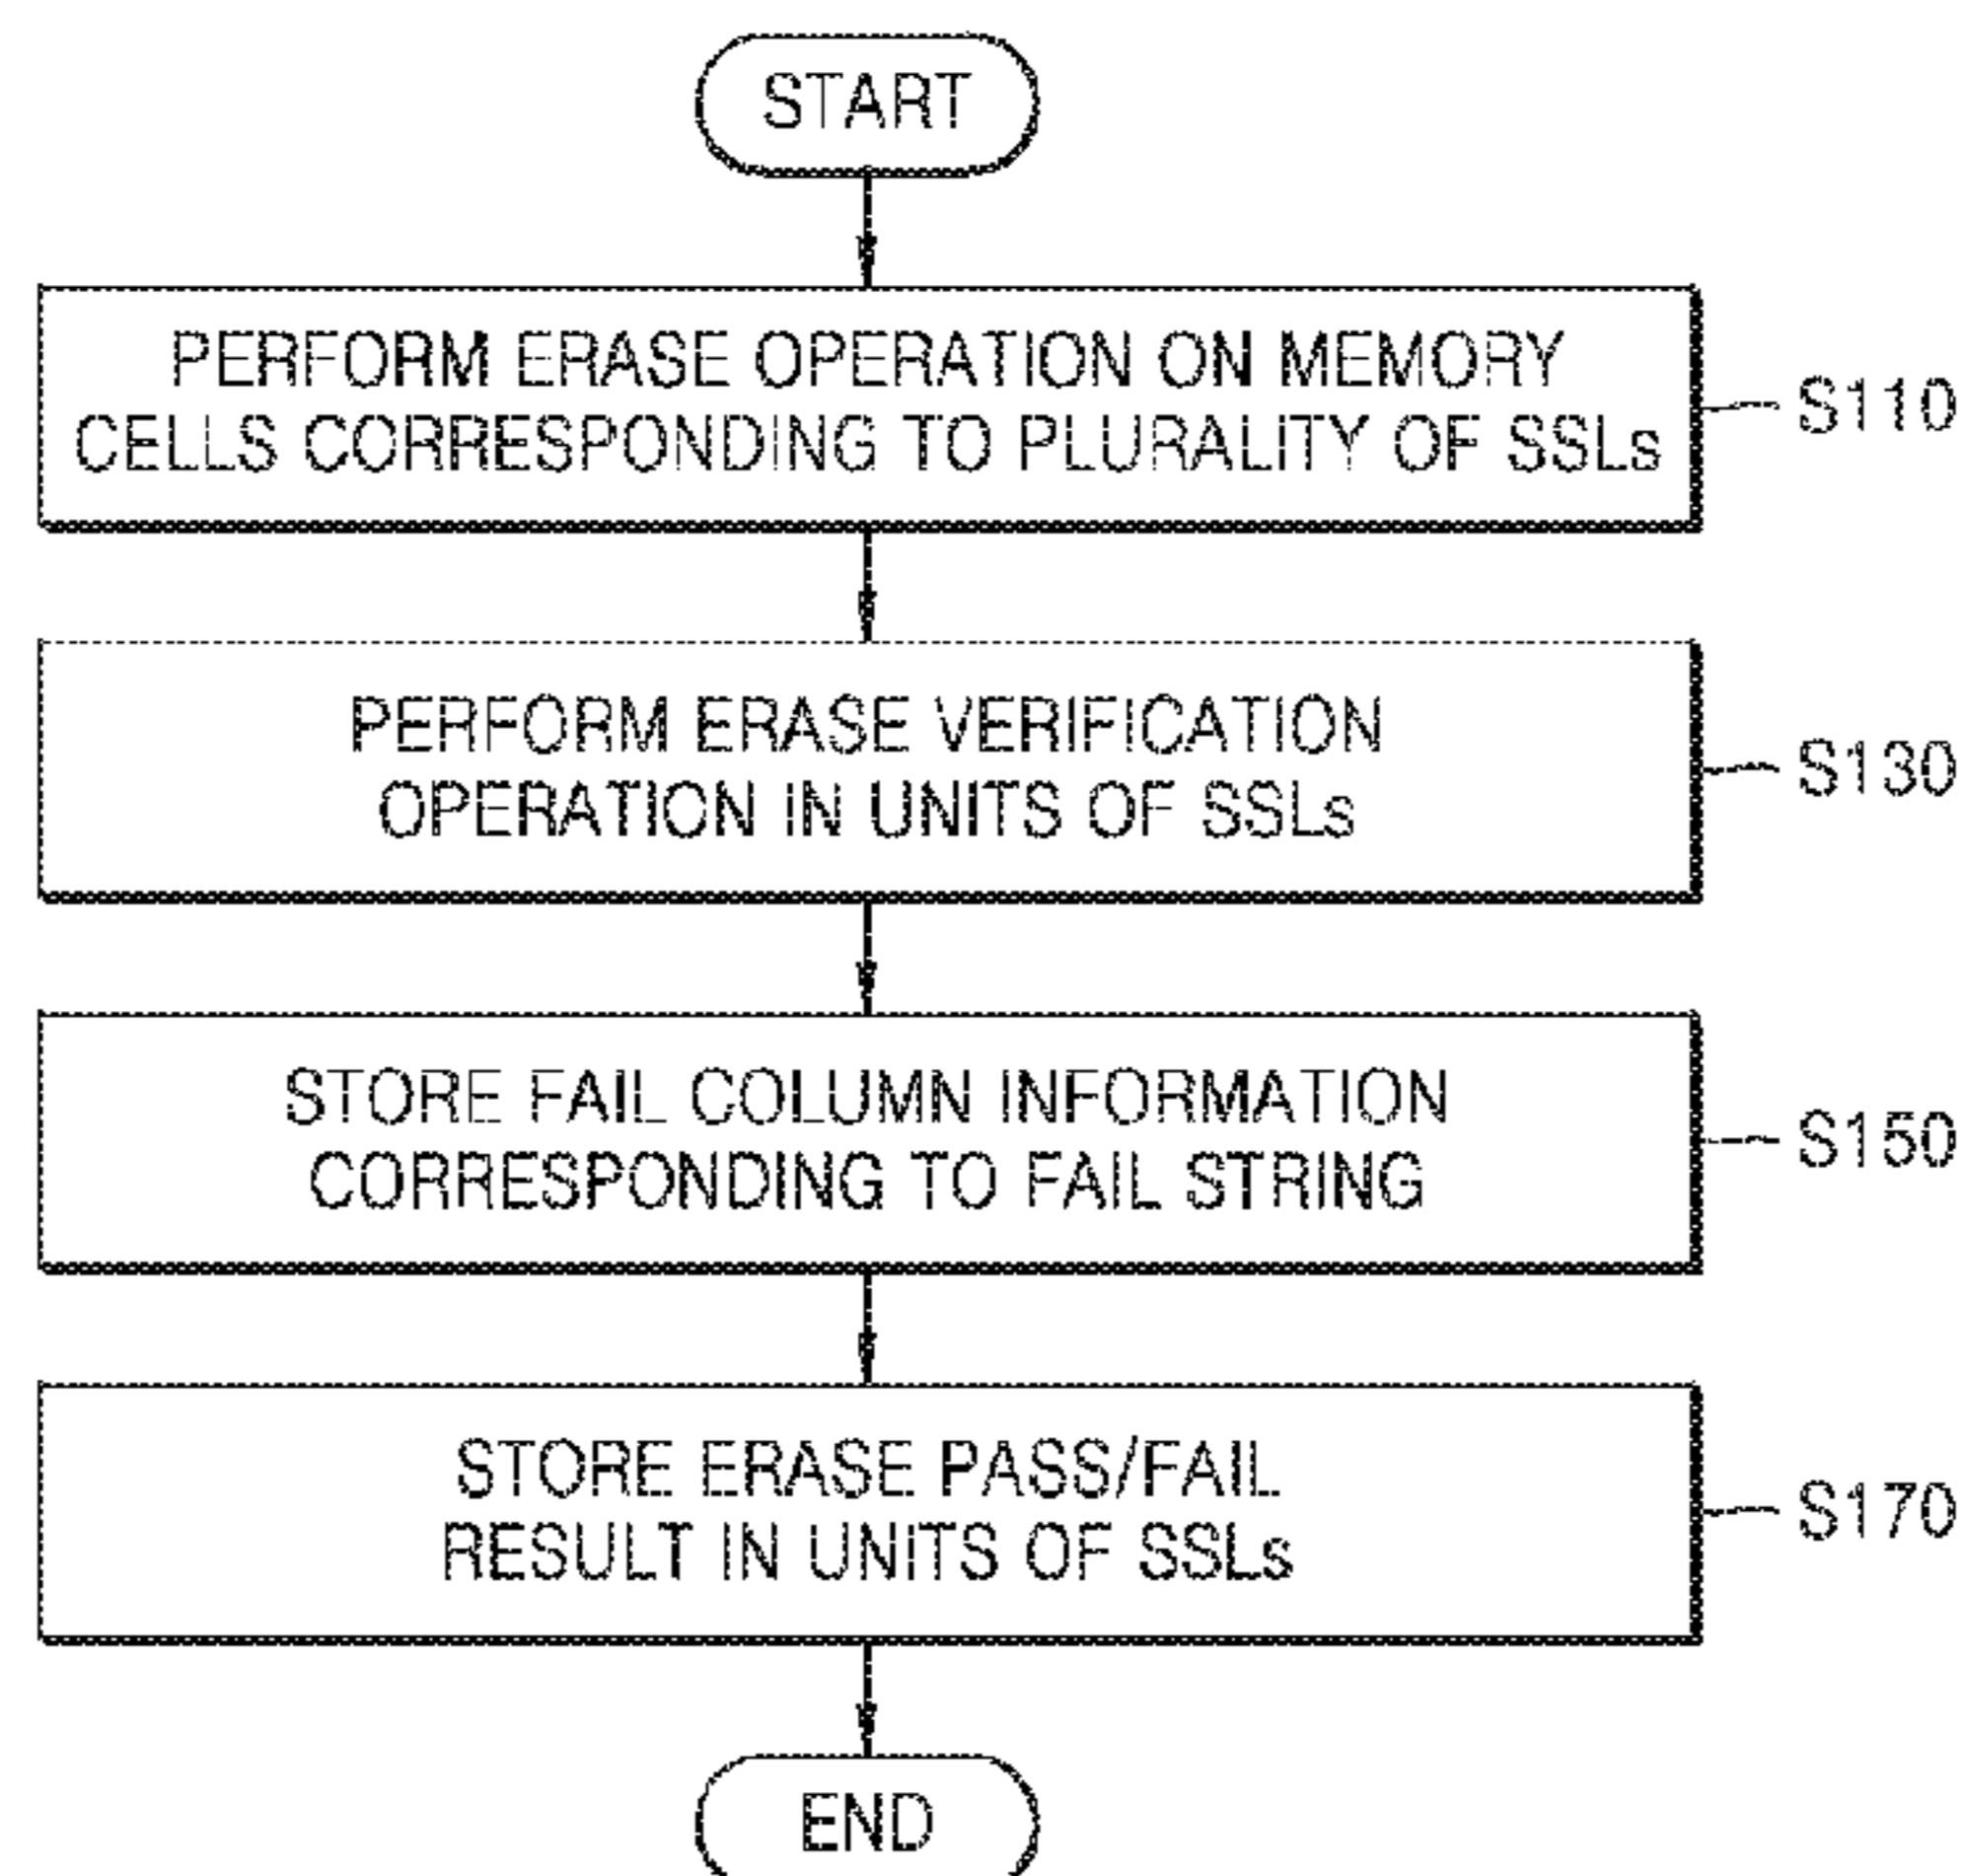 START
PERFORM ERASE OPERATION ON MEMORY
CELLS CORRESPONDING TO PLURALITY OF SSLs
S110
PERFORM ERASE VERIFICATION
OPERATION IN UNITS OF SSLs
S130
STORE FAIL COLUMN INFORMATION
CORRESPONDING TO FAIL STRING
S150
STORE ERASE PASS/FAIL
RESULT IN UNITS OF SSLs
S170
END